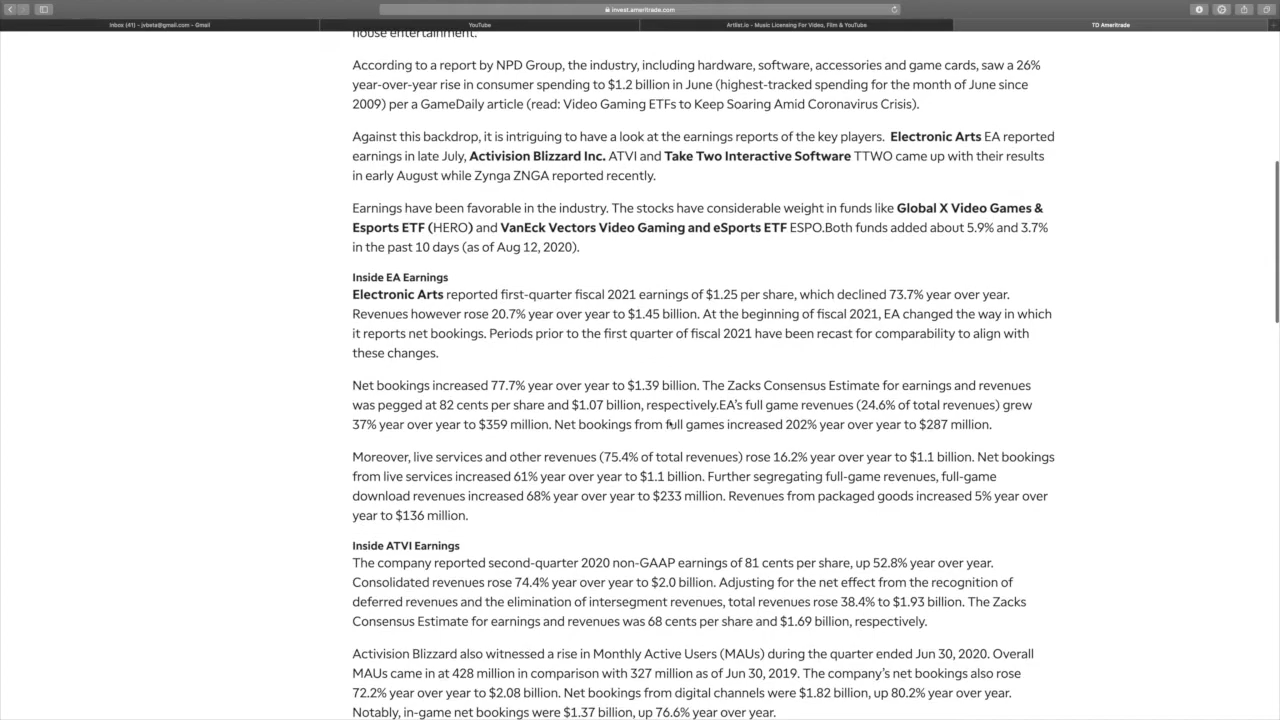 invest.ameritrade.com
Inbox (41) - jvbeta@gmail.com - Gmail
YouTube
Artlist.io - Music Licensing For Video, Film & YouTube
TD Ameritrade
house entertainment.
According to a report by NPD Group, the industry, including hardware, software, accessories and game cards, saw a 26%
year-over-year rise in consumer spending to $1.2 billion in June (highest-tracked spending for the month of June since
2009) per a GameDaily article (read: Video Gaming ETFs to Keep Soaring Amid Coronavirus Crisis).
Against this backdrop, it is intriguing to have a look at the earnings reports of the key players. Electronic Arts EA reported
earnings in late July, Activision Blizzard Inc. ATVI and Take Two Interactive Software TTWO came up with their results
in early August while Zynga ZNGA reported recently.
Earnings have been favorable in the industry. The stocks have considerable weight in funds like Global X Video Games &
Esports ETF (HERO) and VanEck Vectors Video Gaming and eSports ETF ESPO.Both funds added about 5.9% and 3.7%
in the past 10 days (as of Aug 12, 2020).
Inside EA Earnings
Electronic Arts reported first-quarter fiscal 2021 earnings of $1.25 per share, which declined 73.7% year over year.
Revenues however rose 20.7% year over year to $1.45 billion. At the beginning of fiscal 2021, EA changed the way in which
it reports net bookings. Periods prior to the first quarter of fiscal 2021 have been recast for comparability to align with
these changes.
Net bookings increased 77.7% year over year to $1.39 billion. The Zacks Consensus Estimate for earnings and revenues
was pegged at 82 cents per share and $1.07 billion, respectively.EA's full game revenues (24.6% of total revenues) grew
37% year over year to $359 million. Net bookings from full games increased 202% year over year to $287 million.
Moreover, live services and other revenues (75.4% of total revenues) rose 16.2% year over year to $1.1 billion. Net bookings
from live services increased 61% year over year to $1.1 billion. Further segregating full-game revenues, full-game
download revenues increased 68% year over year to $233 million. Revenues from packaged goods increased 5% year over
year to $136 million.
Inside ATVI Earnings
The company reported second-quarter 2020 non-GAAP earnings of 81 cents per share, up 52.8% year over year.
Consolidated revenues rose 74.4% year over year to $2.0 billion. Adjusting for the net effect from the recognition of
deferred revenues and the elimination of intersegment revenues, total revenues rose 38.4% to $1.93 billion. The Zacks
Consensus Estimate for earnings and revenues was 68 cents per share and $1.69 billion, respectively.
Activision Blizzard also witnessed a rise in Monthly Active Users (MAUs) during the quarter ended Jun 30, 2020. Overall
MAUs came in at 428 million in comparison with 327 million as of Jun 30, 2019. The company's net bookings also rose
72.2% year over year to $2.08 billion. Net bookings from digital channels were $1.82 billion, up 80.2% year over year.
Notably, in-game net bookings were $1.37 billion, up 76.6% year over year.